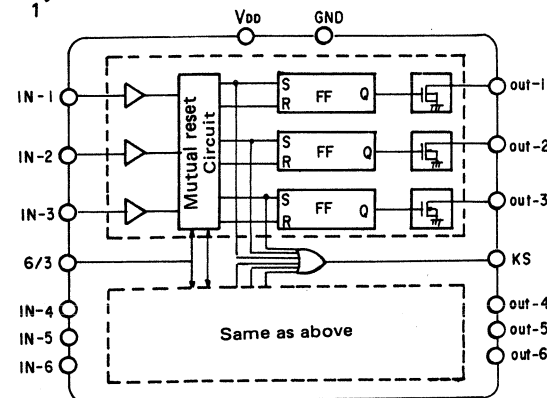 1
VDD GND
IN-1
IN-2
IN-3
6/3
IN-4
IN-5
IN-6
Mutual reset
Circuit
S
R
FF
Q
S
R
FF
Q
S
R
FF
Q
out-1
out-2
out-3
KS
out-4
out-5
out-6
Same as above